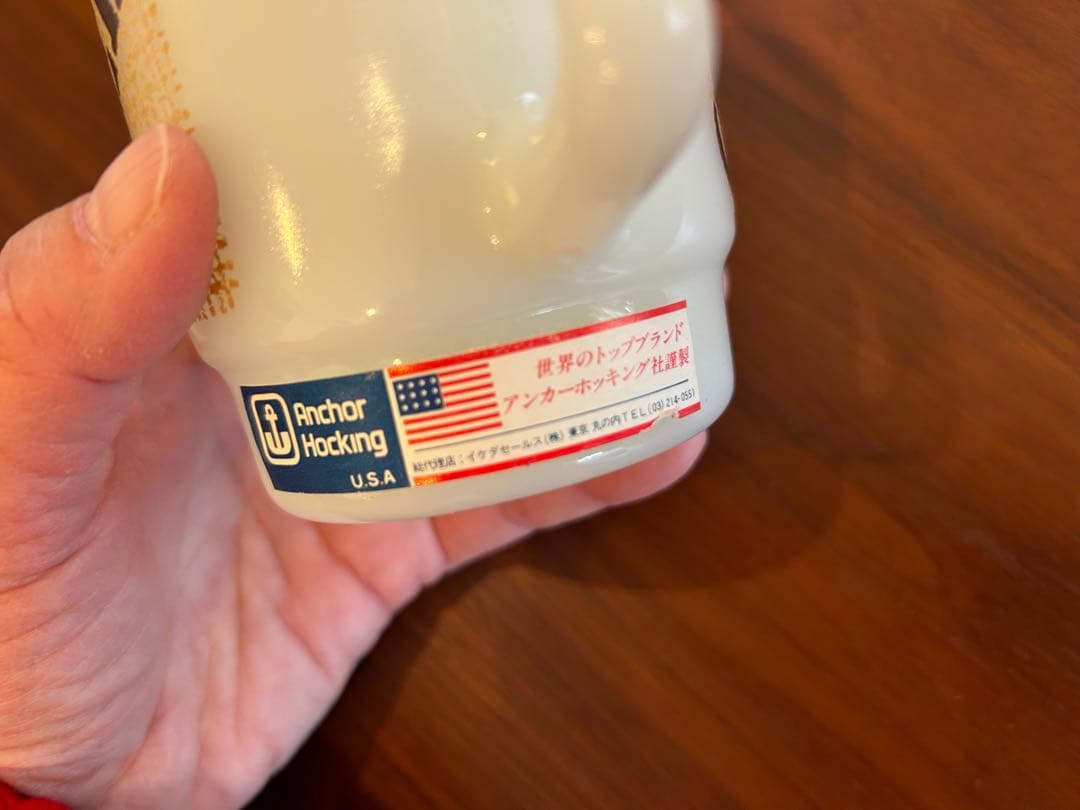 Anchor
Hocking
U.S.A
世界のトップブランド
アンカーホッキング社謹製
総代理店:イケダセールス(株) 東京 丸の内 TEL(03)214-0551